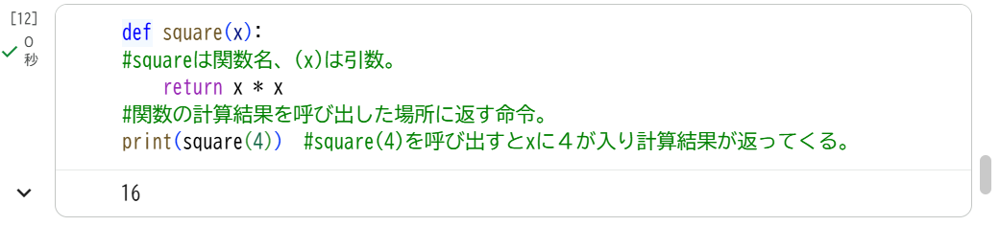 [12]
0
秒
def square(x):
#squareは関数名、(x)は引数。
    return x * x
#関数の計算結果を呼び出した場所に返す命令。
print(square(4))  #square(4)を呼び出すとxに４が入り計算結果が返ってくる。
16